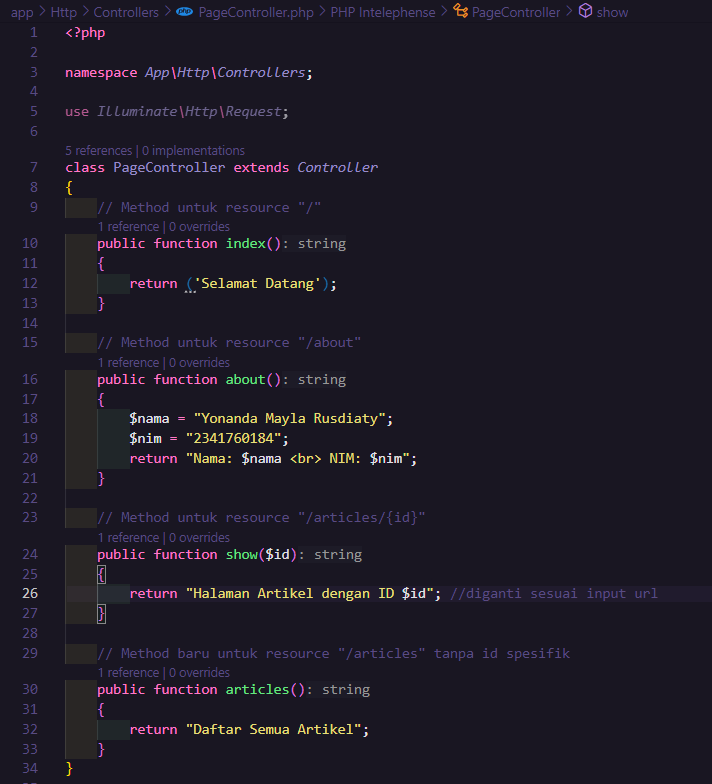 app > Http > Controllers > PageController.php > PHP Intelephense > PageController > show
1 <?php
2
3 namespace App\Http\Controllers;
4
5 use Illuminate\Http\Request;
6
5 references | 0 implementations
7 class PageController extends Controller
8 {
9     // Method untuk resource "/"
    1 reference | 0 overrides
10     public function index(): string
11     {
12         return ('Selamat Datang');
13     }
14
15     // Method untuk resource "/about"
    1 reference | 0 overrides
16     public function about(): string
17     {
18         $nama = "Yonanda Mayla Rusdiaty";
19         $nim = "2341760184";
20         return "Nama: $nama <br> NIM: $nim";
21     }
22
23     // Method untuk resource "/articles/{id}"
    1 reference | 0 overrides
24     public function show($id): string
25     {
26         return "Halaman Artikel dengan ID $id"; //diganti sesuai input url
27     }
28
29     // Method baru untuk resource "/articles" tanpa id spesifik
    1 reference | 0 overrides
30     public function articles(): string
31     {
32         return "Daftar Semua Artikel";
33     }
34 }